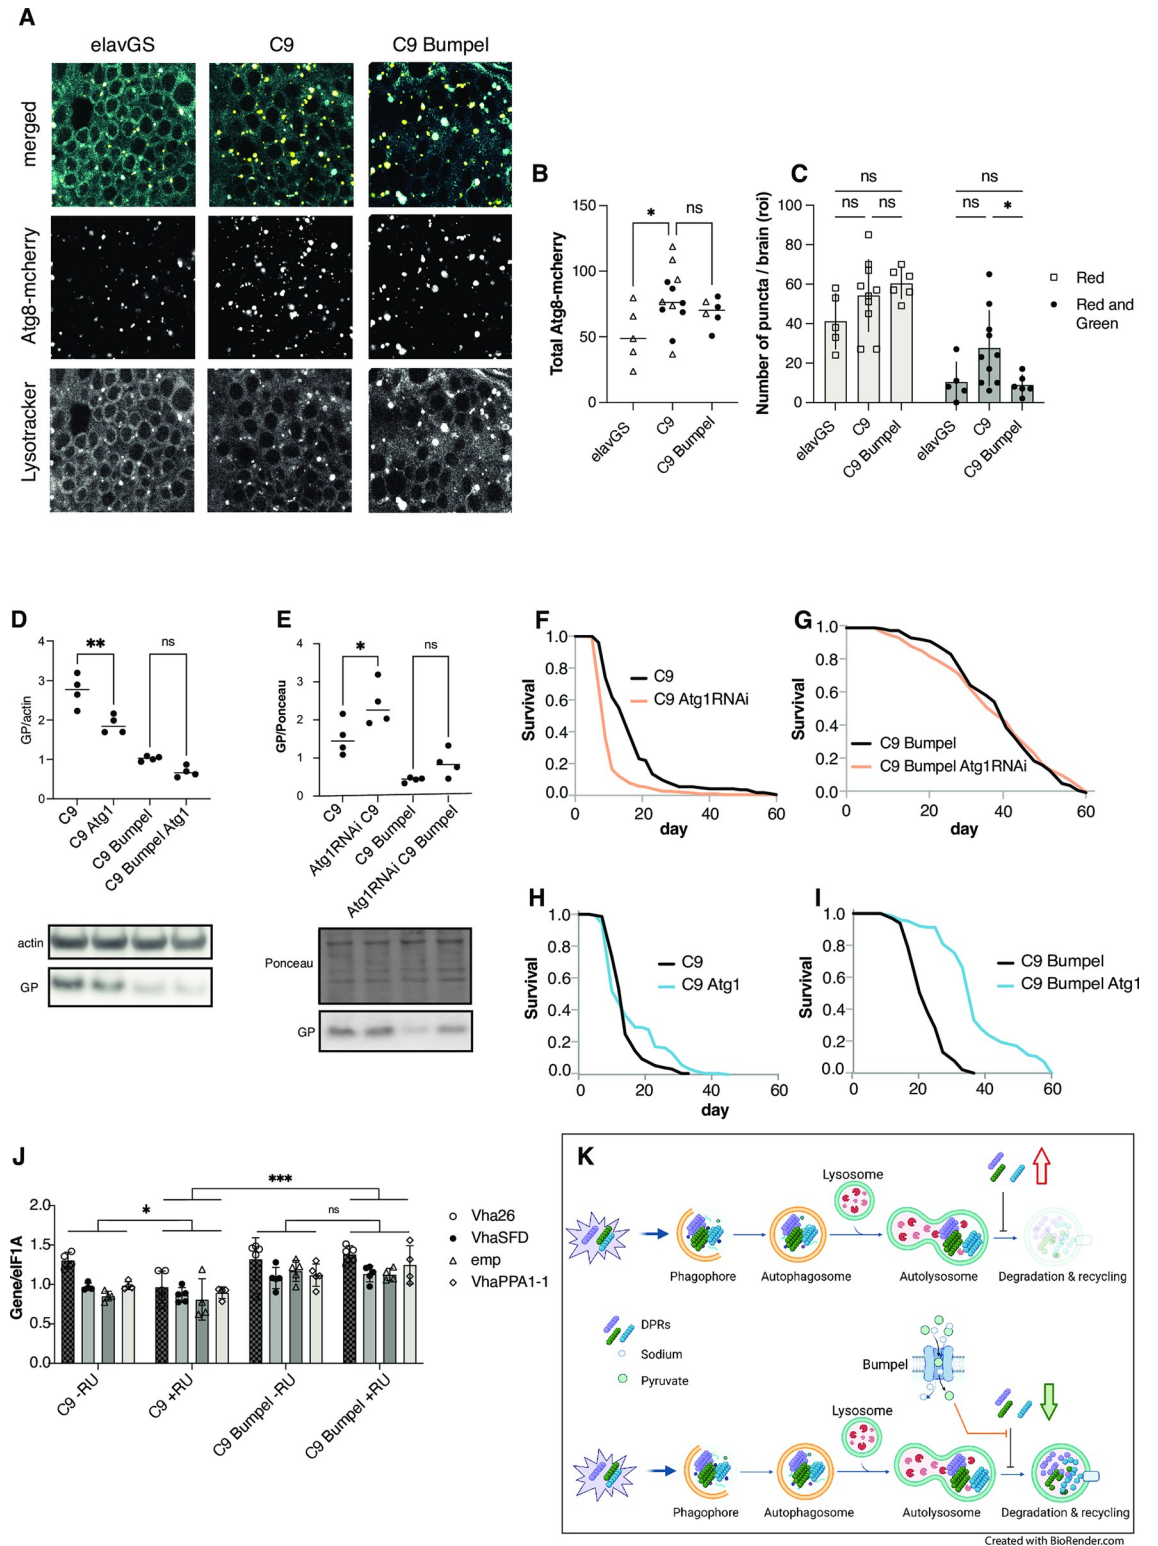 A
elavGS
C9
C9 Bumpel
merged
Atg8-mcherry
Lysotracker
B
Total Atg8-mcherry
150
100
50
0
*
ns
elavGS
C9
C9 Bumpel
C
Number of puncta / brain (roi)
100
80
60
40
20
0
ns
ns
ns
ns
ns
*
elavGS
C9
C9 Bumpel
elavGS
C9
C9 Bumpel
Red
Red and
Green
D
GP/actin
4
3
2
1
0
**
ns
C9
C9 Atg1
C9 Bumpel
C9 Bumpel Atg1
actin
GP
E
GP/Ponceau
4
3
2
1
0
*
ns
C9
Atg1RNAi C9
C9 Bumpel
Atg1RNAi C9 Bumpel
Ponceau
GP
F
Survival
1.0
0.8
0.6
0.4
0.2
0.0
0
20
40
60
day
C9
C9 Atg1RNAi
G
Survival
1.0
0.8
0.6
0.4
0.2
0.0
0
20
40
60
day
C9 Bumpel
C9 Bumpel Atg1RNAi
H
Survival
1.0
0.8
0.6
0.4
0.2
0.0
0
20
40
60
day
C9
C9 Atg1
I
Survival
1.0
0.8
0.6
0.4
0.2
0.0
0
20
40
60
day
C9 Bumpel
C9 Bumpel Atg1
J
Gene/eIF1A
2.0
1.5
1.0
0.5
0.0
*
***
ns
C9 -RU
C9 +RU
C9 Bumpel -RU
C9 Bumpel +RU
Vha26
VhaSFD
emp
VhaPPA1-1
K
Lysosome
Phagophore
Autophagosome
Autolysosome
Degradation & recycling
DPRs
Sodium
Pyruvate
Bumpel
Lysosome
Phagophore
Autophagosome
Autolysosome
Degradation & recycling
Created with BioRender.com